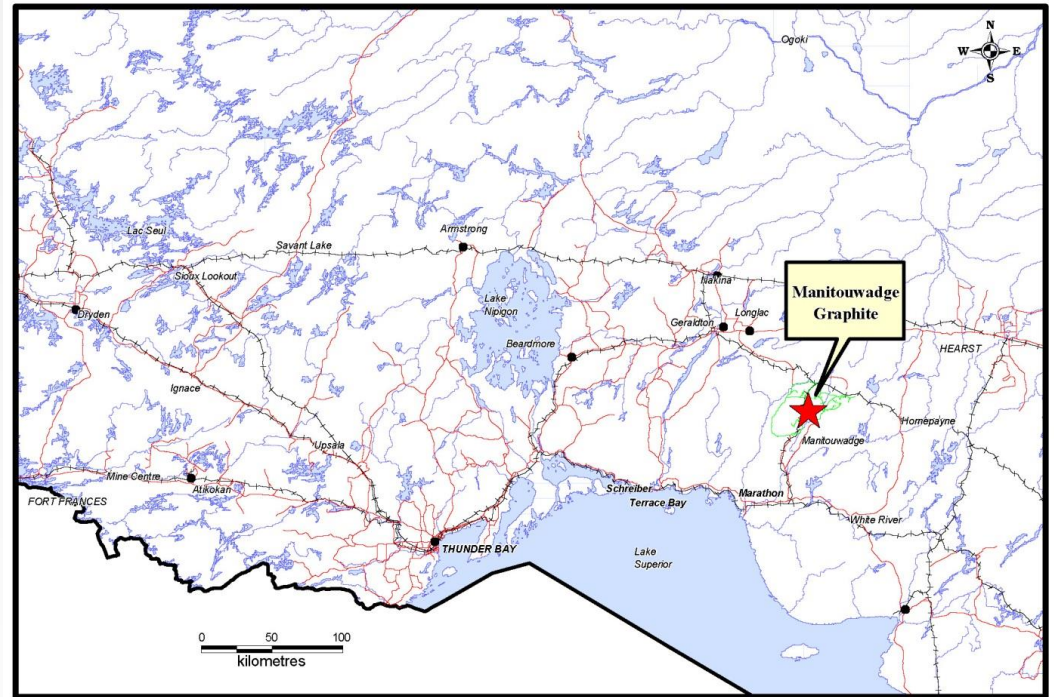 Ogoki
N
W E
S
Lac Seul
Savant Lake
Armstrong
Sioux Lookout
Nakina
Manitouwadge
Graphite
Lake
Nipigon
Dryden
Geraldton
Longlac
Beardmore
HEARST
Ignace
Hornepayne
Manitouwadge
Upsala
Mine Centre
Atikokan
FORT FRANCES
Schreiber
Terrace Bay
Marathon
White River
THUNDER BAY
Lake
Superior
0 50 100
kilometres